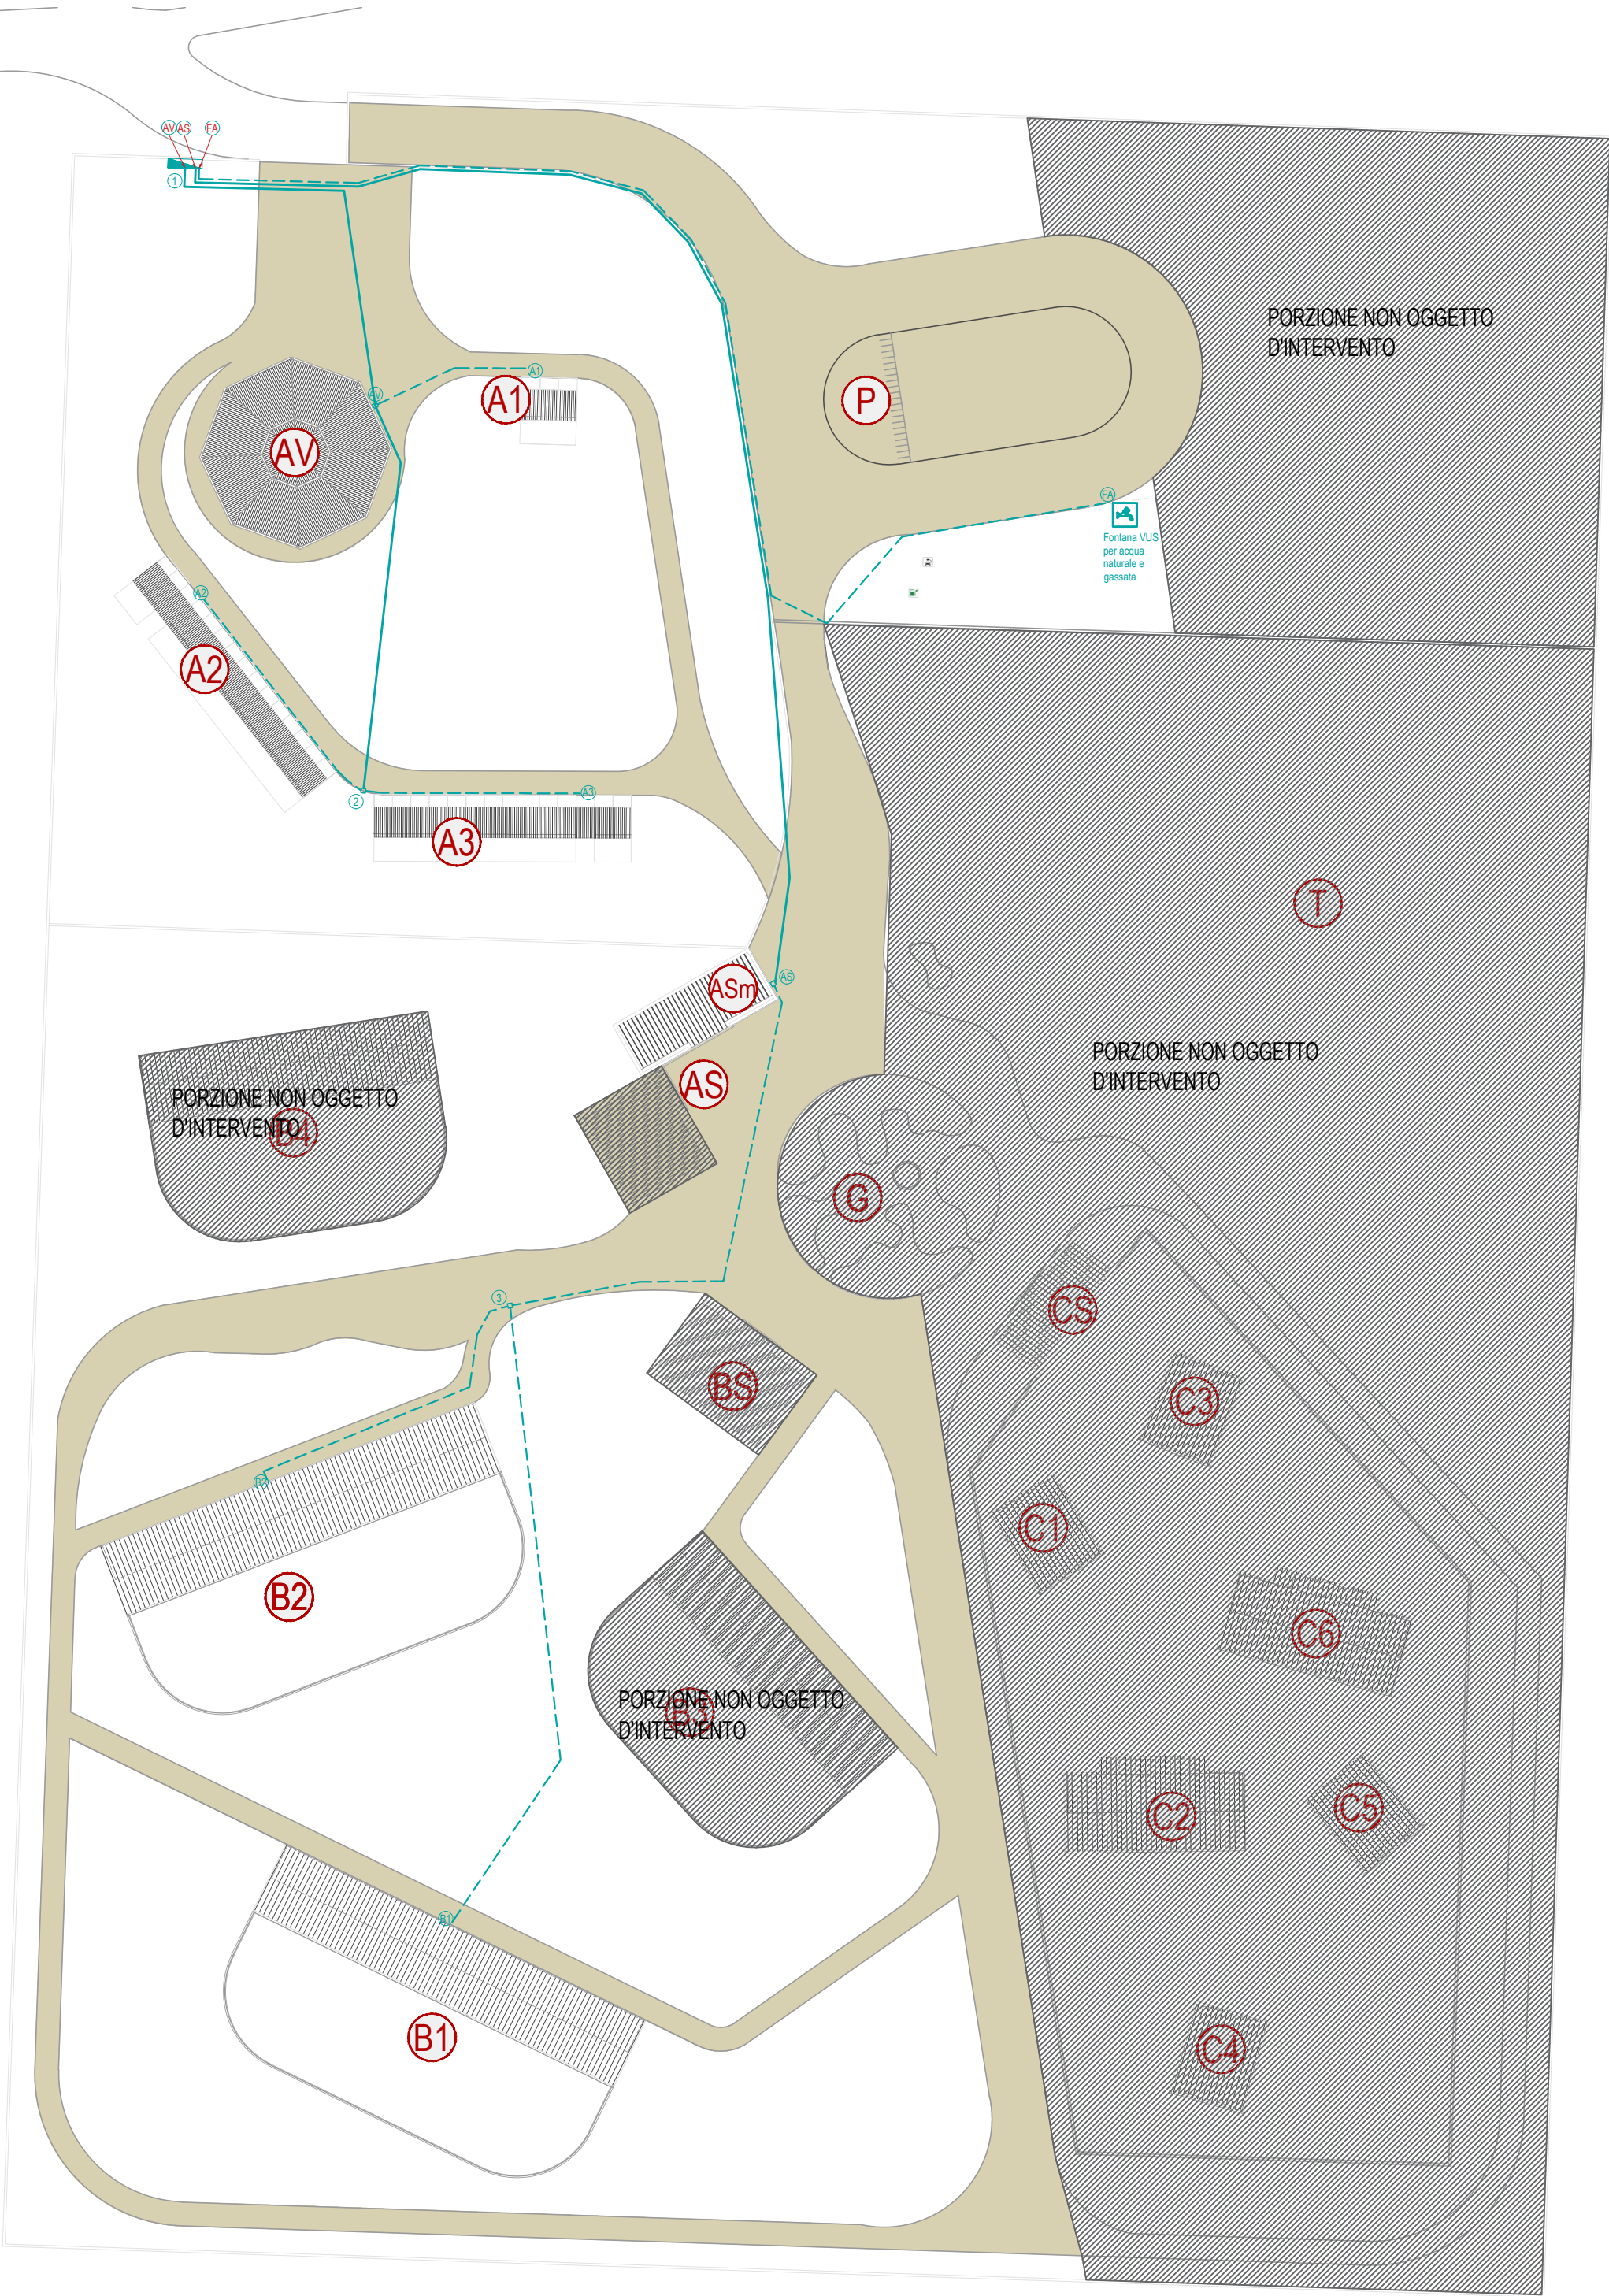 AV
AS
FA
1
PORZIONE NON OGGETTO
D'INTERVENTO
A1
AV
A1
P
AV
FA
Fontana VUS
per acqua
naturale e
gassata
A2
A2
2
A3
A3
T
AS
ASm
PORZIONE NON OGGETTO
D'INTERVENTO
AS
PORZIONE NON OGGETTO
D'INTERVENTO
B4
G
3
CS
BS
C3
B2
C1
B2
C6
PORZIONE NON OGGETTO
D'INTERVENTO
B3
C2
C5
B1
B1
C4